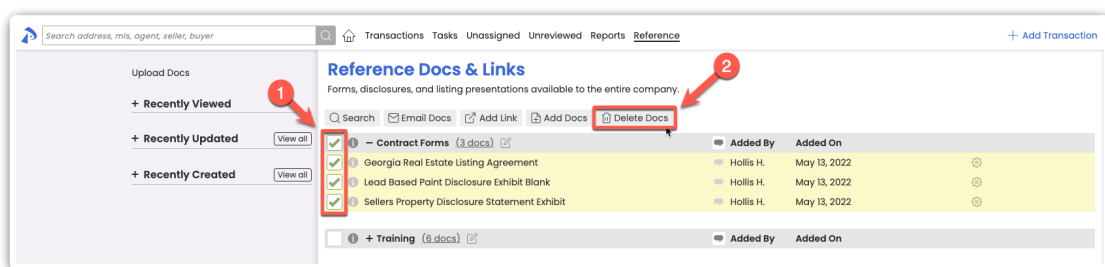 Search address, mls, agent, seller, buyer
Transactions Tasks Unassigned Unreviewed Reports Reference
+ Add Transaction
Upload Docs
+ Recently Viewed
+ Recently Updated View all
+ Recently Created View all
Reference Docs & Links
Forms, disclosures, and listing presentations available to the entire company.
1
2
Search Email Docs Add Link Add Docs Delete Docs
– Contract Forms (3 docs) Added By Added On
Georgia Real Estate Listing Agreement Hollis H. May 13, 2022
Lead Based Paint Disclosure Exhibit Blank Hollis H. May 13, 2022
Sellers Property Disclosure Statement Exhibit Hollis H. May 13, 2022
+ Training (6 docs) Added By Added On